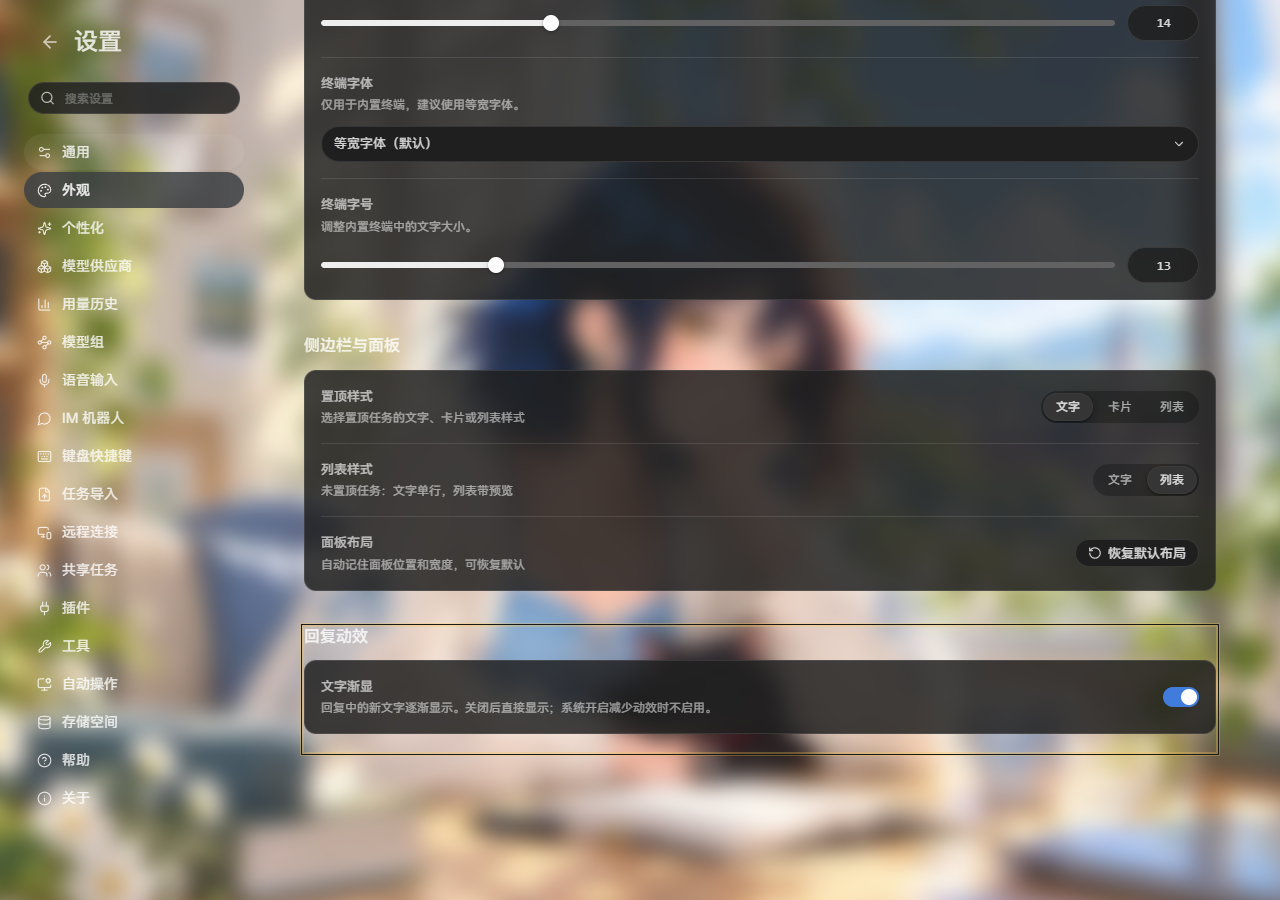 设置
搜索设置
通用
外观
个性化
模型供应商
用量历史
模型组
语音输入
IM 机器人
键盘快捷键
任务导入
远程连接
共享任务
插件
工具
自动操作
存储空间
帮助
关于
14
终端字体
仅用于内置终端，建议使用等宽字体。
等宽字体（默认）
终端字号
调整内置终端中的文字大小。
13
侧边栏与面板
置顶样式
选择置顶任务的文字、卡片或列表样式
文字 卡片 列表
列表样式
未置顶任务：文字单行，列表带预览
文字 列表
面板布局
自动记住面板位置和宽度，可恢复默认
恢复默认布局
回复动效
文字渐显
回复中的新文字逐渐显示。关闭后直接显示；系统开启减少动效时不启用。